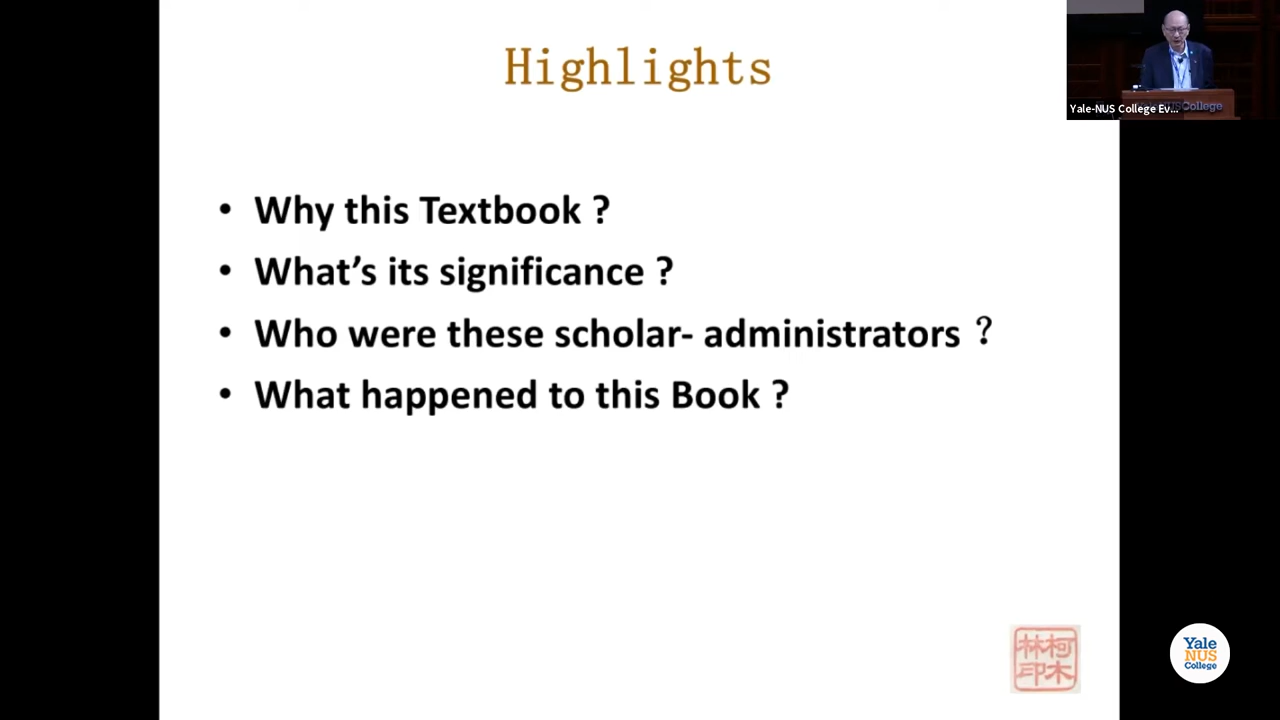 Highlights
• Why this Textbook ?
• What's its significance ?
• Who were these scholar- administrators ?
• What happened to this Book ?
Yale-NUS College Ev...
柯木
林印
Yale
NUS
College